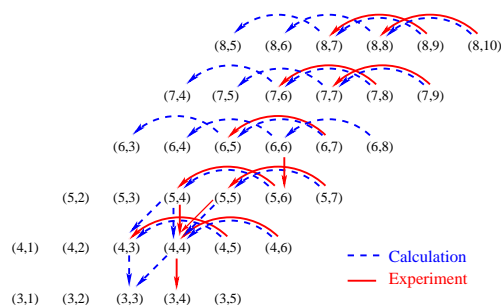 (8,5) (8,6) (8,7) (8,8) (8,9) (8,10)
(7,4) (7,5) (7,6) (7,7) (7,8) (7,9)
(6,3) (6,4) (6,5) (6,6) (6,7) (6,8)
(5,2) (5,3) (5,4) (5,5) (5,6) (5,7)
(4,1) (4,2) (4,3) (4,4) (4,5) (4,6)
Calculation
Experiment
(3,1) (3,2) (3,3) (3,4) (3,5)